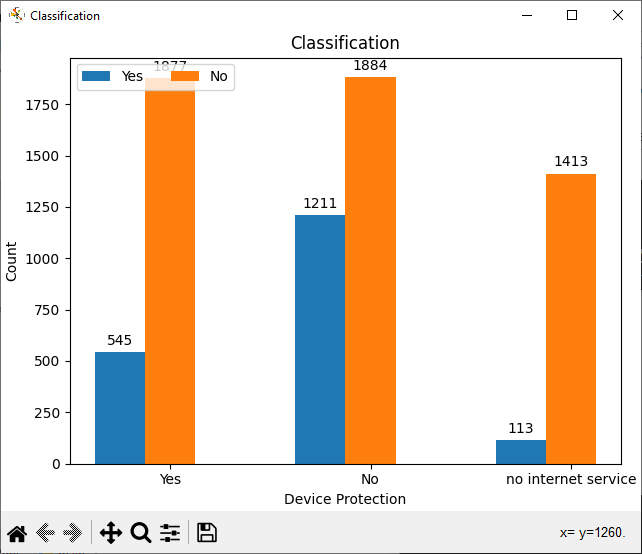 Classification
Classification
Yes No
1877
1884
1413
1211
545
113
1750
1500
1250
1000
750
500
250
0
Count
Yes No no internet service
Device Protection
x= y=1260.